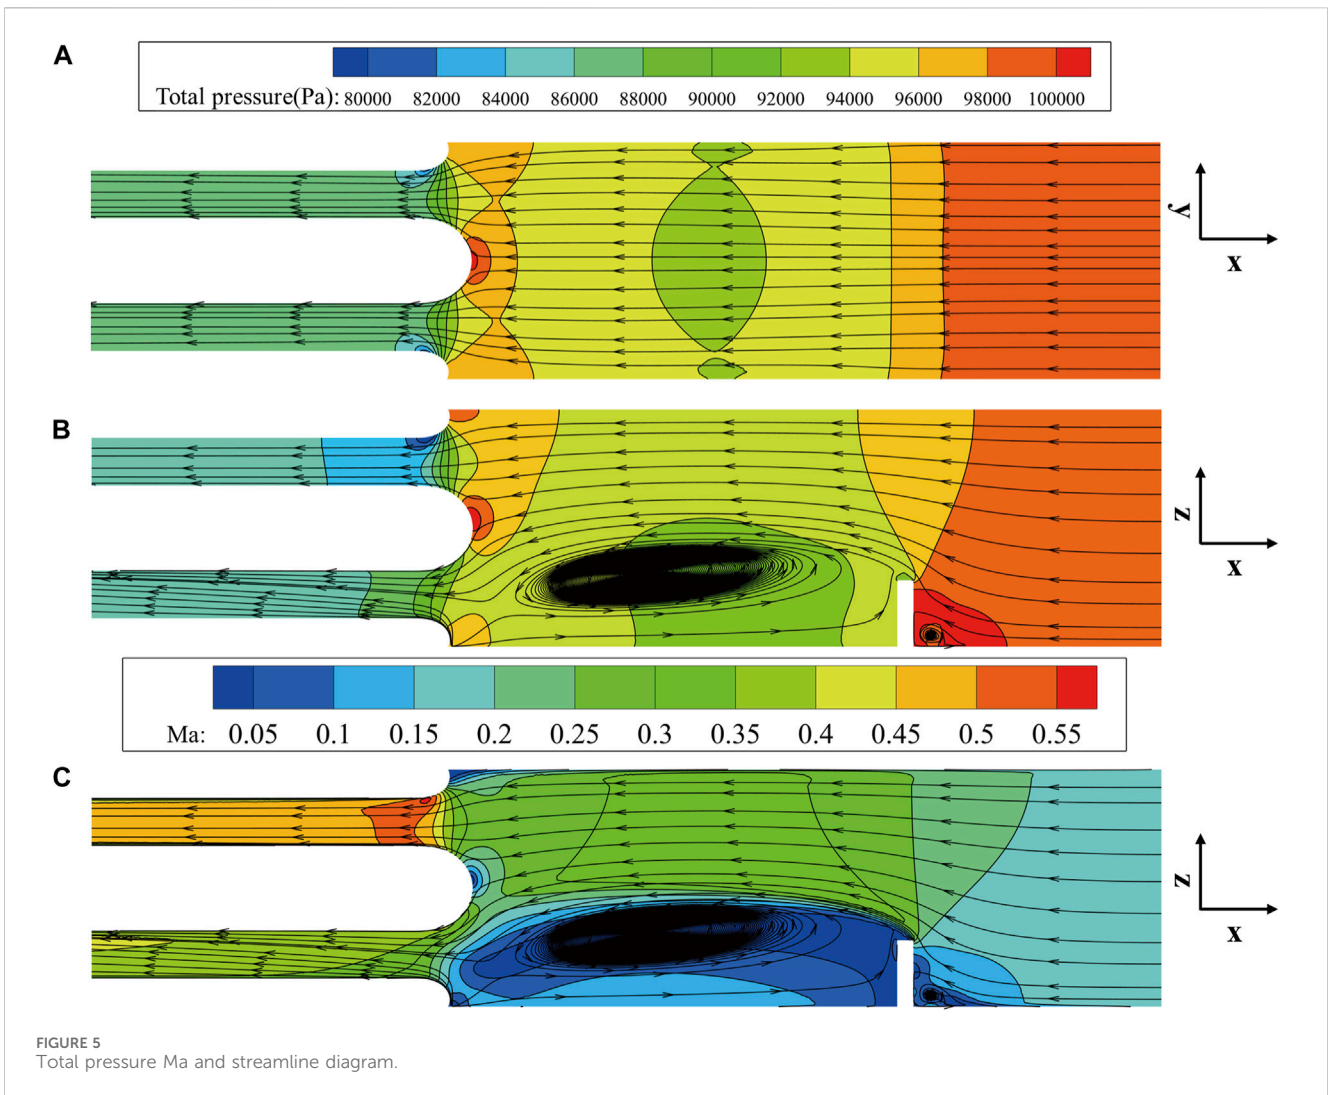 A
Total pressure(Pa): 80000 82000 84000 86000 88000 90000 92000 94000 96000 98000 100000
y
x
B
z
x
Ma: 0.05 0.1 0.15 0.2 0.25 0.3 0.35 0.4 0.45 0.5 0.55
C
z
x
FIGURE 5
Total pressure Ma and streamline diagram.